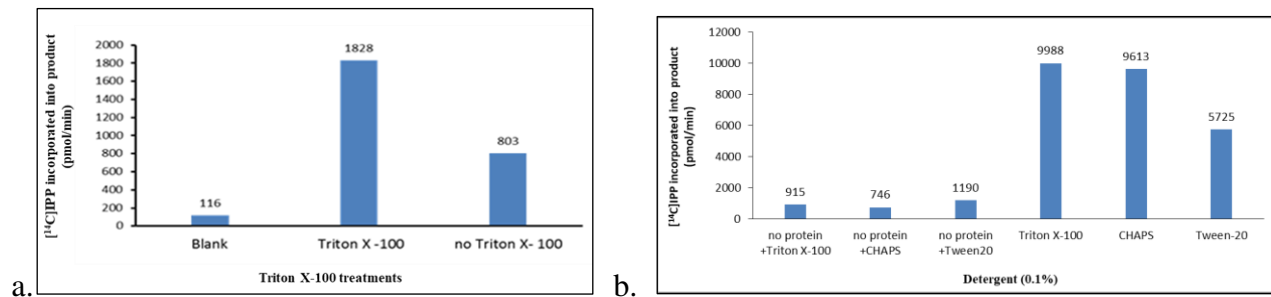 [¹⁴C]IPP incorporated into product
(pmol/min)
2000
1800
1600
1400
1200
1000
800
600
400
200
0
116
1828
803
Blank
Triton X -100
no Triton X- 100
Triton X-100 treatments
a.
[¹⁴C]IPP incorporated into product
(pmol/min)
12000
10000
8000
6000
4000
2000
0
915
746
1190
9988
9613
5725
no protein
+Triton X-100
no protein
+CHAPS
no protein
+Tween20
Triton X-100
CHAPS
Tween-20
Detergent (0.1%)
b.